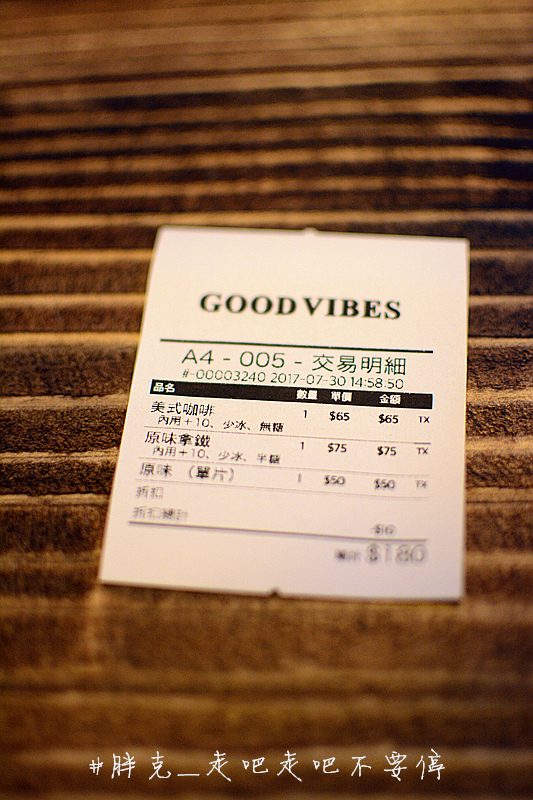 GOOD VIBES
A4 - 005 - 交易明細
#-00003240 2017-07-30 14:58:50
品名 數量 單價 金額
美式咖啡 1 $65 $65 TX
內用+10、少冰、無糖
原味拿鐵 1 $75 $75 TX
內用+10、少冰、半糖
原味 (單片) 1 $50 $50 TX
折扣
折扣總計
$180
#胖克_走吧走吧不要停